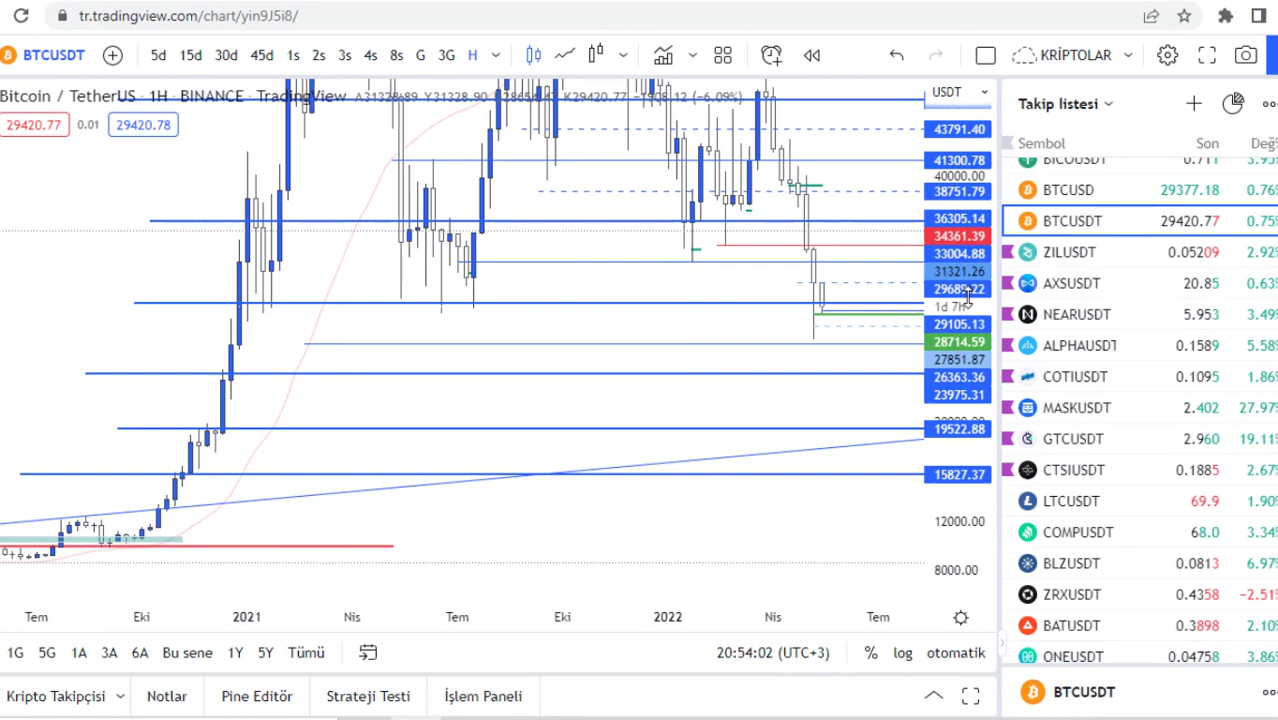 tr.tradingview.com/chart/yin9J5i8/
BTCUSDT 5d 15d 30d 45d 1s 2s 3s 4s 8s G 3G H KRİPTOLAR
Bitcoin / TetherUS · 1H · BINANCE · TradingView
29420.77 0.01 29420.78
USDT
43791.40
41300.78
40000.00
38751.79
36305.14
34361.39
33004.88
31321.26
1d 7h
29105.13
28714.59
27851.87
26363.36
23975.31
19522.88
15827.37
12000.00
8000.00
Tem Eki 2021 Nis Tem Eki 2022 Nis Tem
1G 5G 1A 3A 6A Bu sene 1Y 5Y Tümü 20:54:02 (UTC+3) % log otomatik
Kripto Takipçisi Notlar Pine Editör Strateji Testi İşlem Paneli
Takip listesi
Sembol Son Değş
BICOUSDT 0.711
BTCUSD 29377.18 0.76%
BTCUSDT 29420.77 0.75%
ZILUSDT 0.05209 2.92%
AXSUSDT 20.85 0.63%
NEARUSDT 5.953 3.49%
ALPHAUSDT 0.1589 5.58%
COTIUSDT 0.1095 1.86%
MASKUSDT 2.402 27.97%
GTCUSDT 2.960 19.11%
CTSIUSDT 0.1885 2.67%
LTCUSDT 69.9 1.90%
COMPUSDT 68.0 3.34%
BLZUSDT 0.0813 6.97%
ZRXUSDT 0.4358 −2.51%
BATUSDT 0.3898 2.10%
ONEUSDT 0.04758 3.86%
BTCUSDT